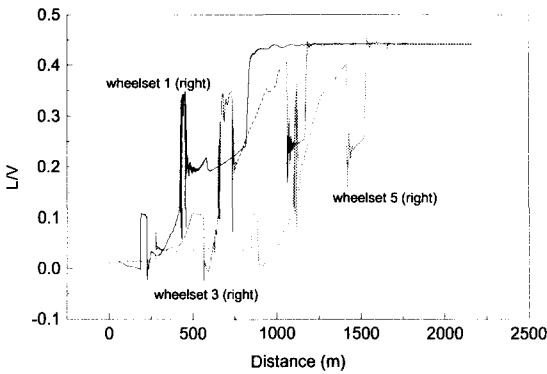 0.5
0.4
0.3
0.2
0.1
0.0
-0.1
L/V
wheelset 1 (right)
wheelset 5 (right)
wheelset 3 (right)
0
500
1000
1500
2000
2500
Distance (m)